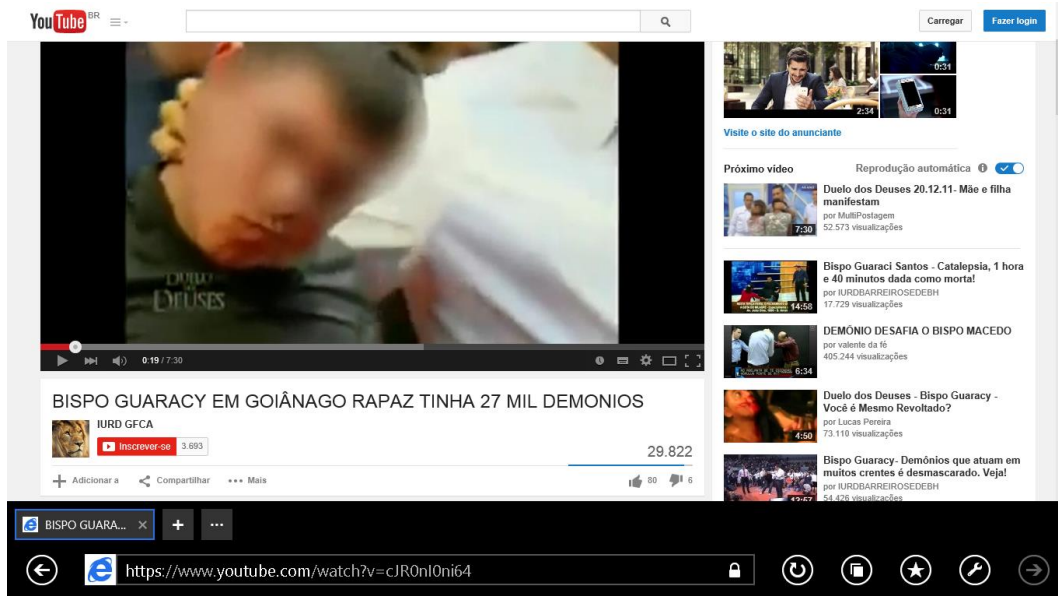 YouTube BR
Carregar
Fazer login
2:34
0:31
0:31
Visite o site do anunciante
Próximo vídeo
Reprodução automática
Duelo dos Deuses 20.12.11- Mãe e filha
manifestam
por MultiPostagem
52.573 visualizações
7:30
Bispo Guaraci Santos - Catalepsia, 1 hora
e 40 minutos dada como morta!
por IURDBARREIROSEDEBH
17.729 visualizações
14:58
DEMÔNIO DESAFIA O BISPO MACEDO
por valente da fé
405.244 visualizações
6:34
Duelo dos Deuses - Bispo Guaracy -
Você é Mesmo Revoltado?
por Lucas Pereira
73.110 visualizações
4:50
Bispo Guaracy- Demônios que atuam em
muitos crentes é desmascarado. Veja!
por IURDBARREIROSEDEBH
54.426 visualizações
13:57
DUELO
DOS
DEUSES
0:19 / 7:30
BISPO GUARACY EM GOIÂNAGO RAPAZ TINHA 27 MIL DEMONIOS
IURD GFCA
Inscrever-se 3.693
29.822
Adicionar a
Compartilhar
Mais
80
6
BISPO GUARA...
https://www.youtube.com/watch?v=cJR0nI0ni64